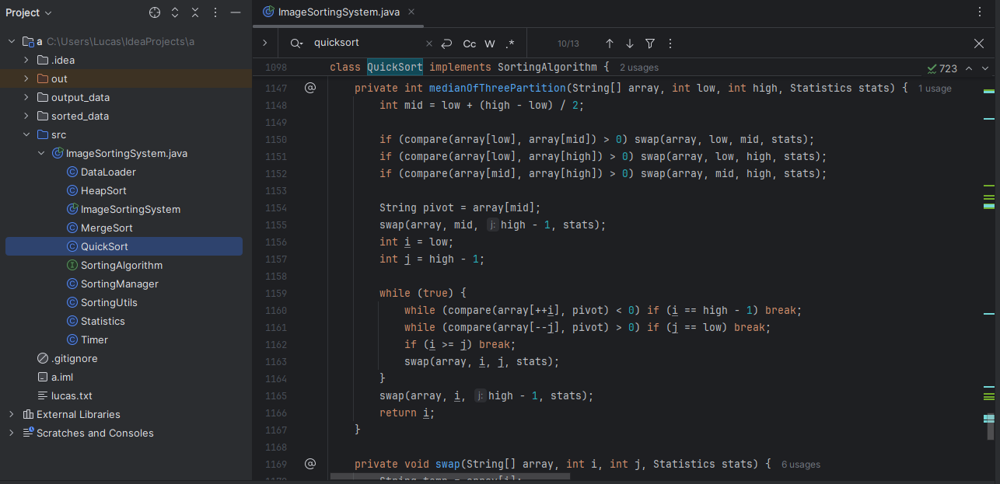 Project
a C:\Users\Lucas\IdeaProjects\a
.idea
out
output_data
sorted_data
src
ImageSortingSystem.java
DataLoader
HeapSort
ImageSortingSystem
MergeSort
QuickSort
SortingAlgorithm
SortingManager
SortingUtils
Statistics
Timer
.gitignore
a.iml
lucas.txt
External Libraries
Scratches and Consoles
ImageSortingSystem.java
quicksort Cc W .* 10/13
1098 class QuickSort implements SortingAlgorithm { 2 usages
723
1147 @ private int medianOfThreePartition(String[] array, int low, int high, Statistics stats) { 1 usage
1148 int mid = low + (high - low) / 2;
1149
1150 if (compare(array[low], array[mid]) > 0) swap(array, low, mid, stats);
1151 if (compare(array[low], array[high]) > 0) swap(array, low, high, stats);
1152 if (compare(array[mid], array[high]) > 0) swap(array, mid, high, stats);
1153
1154 String pivot = array[mid];
1155 swap(array, mid, j: high - 1, stats);
1156 int i = low;
1157 int j = high - 1;
1158
1159 while (true) {
1160 while (compare(array[++i], pivot) < 0) if (i == high - 1) break;
1161 while (compare(array[--j], pivot) > 0) if (j == low) break;
1162 if (i >= j) break;
1163 swap(array, i, j, stats);
1164 }
1165 swap(array, i, j: high - 1, stats);
1166 return i;
1167 }
1168
1169 @ private void swap(String[] array, int i, int j, Statistics stats) { 6 usages